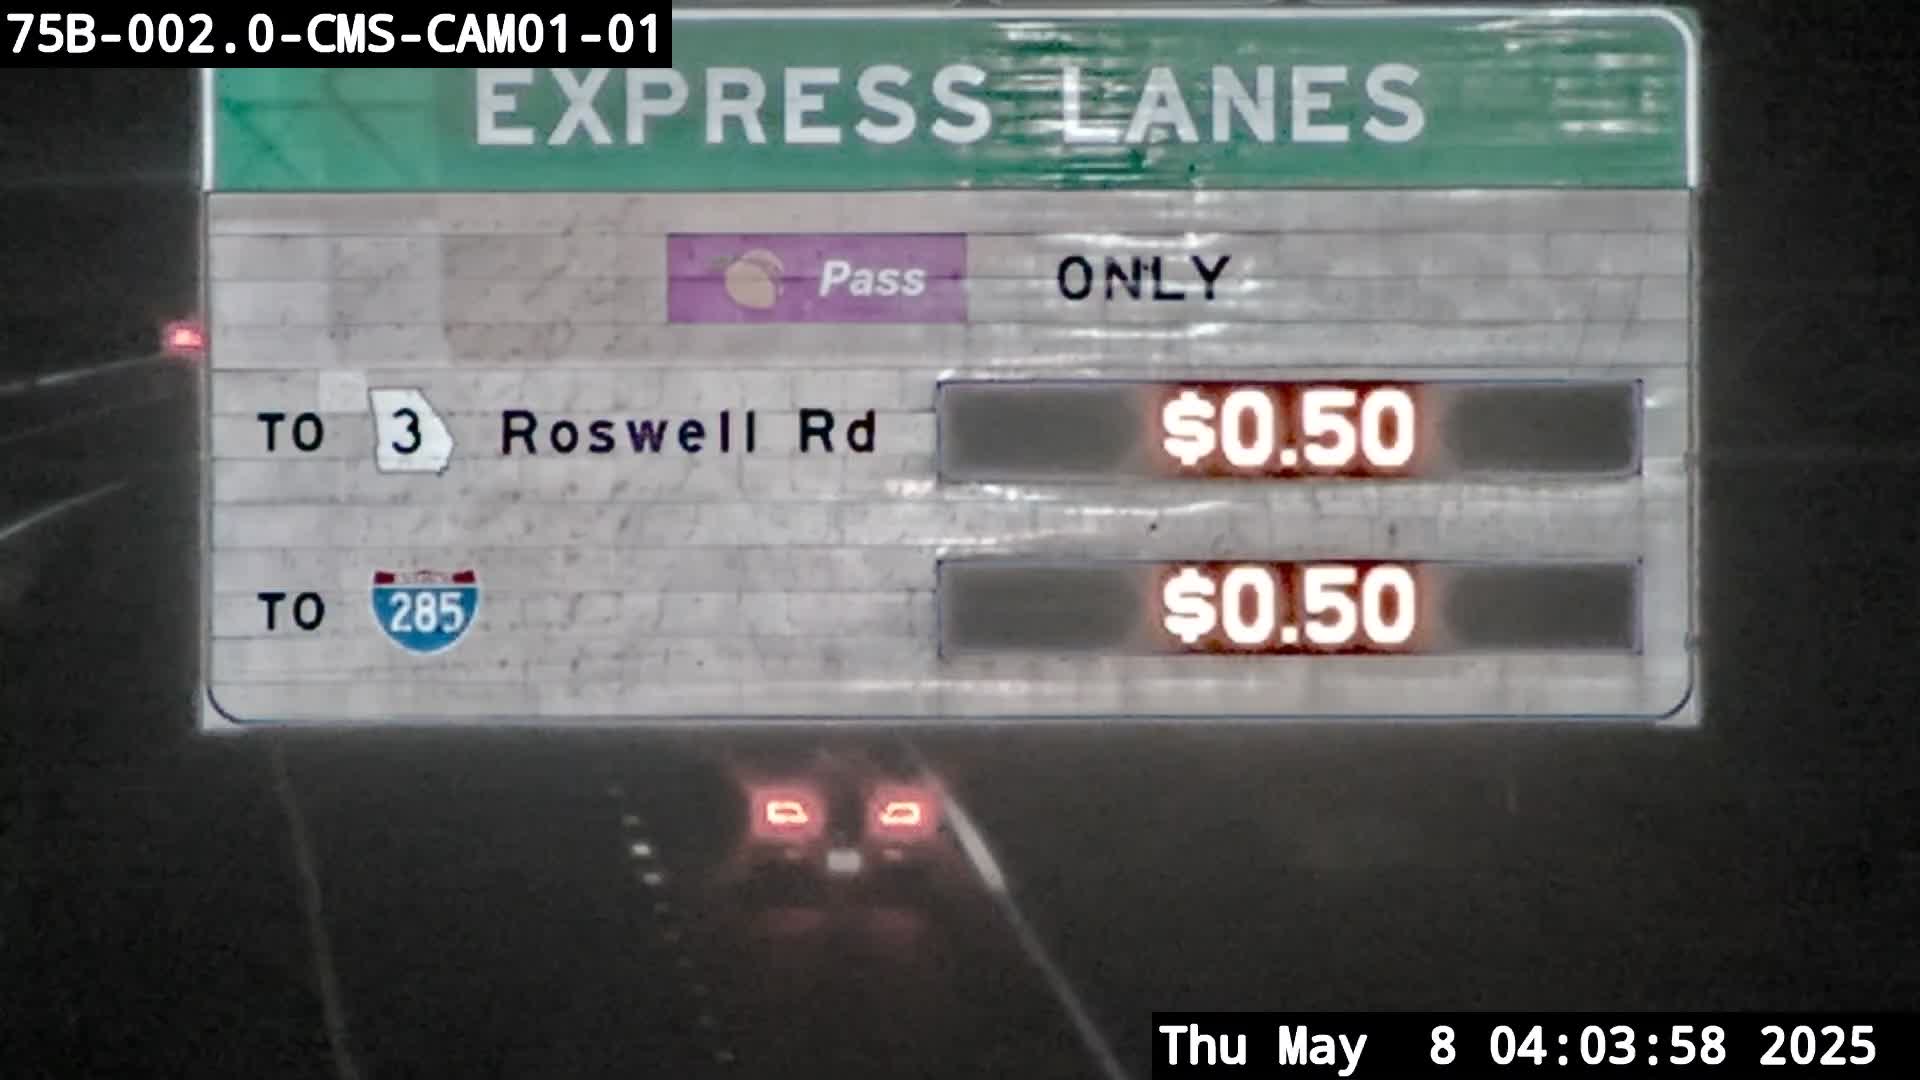 75B-002.0-CMS-CAM01-01
EXPRESS LANES
Pass ONLY
TO 3 Roswell Rd $0.50
TO 285 $0.50
Thu May 8 04:03:58 2025